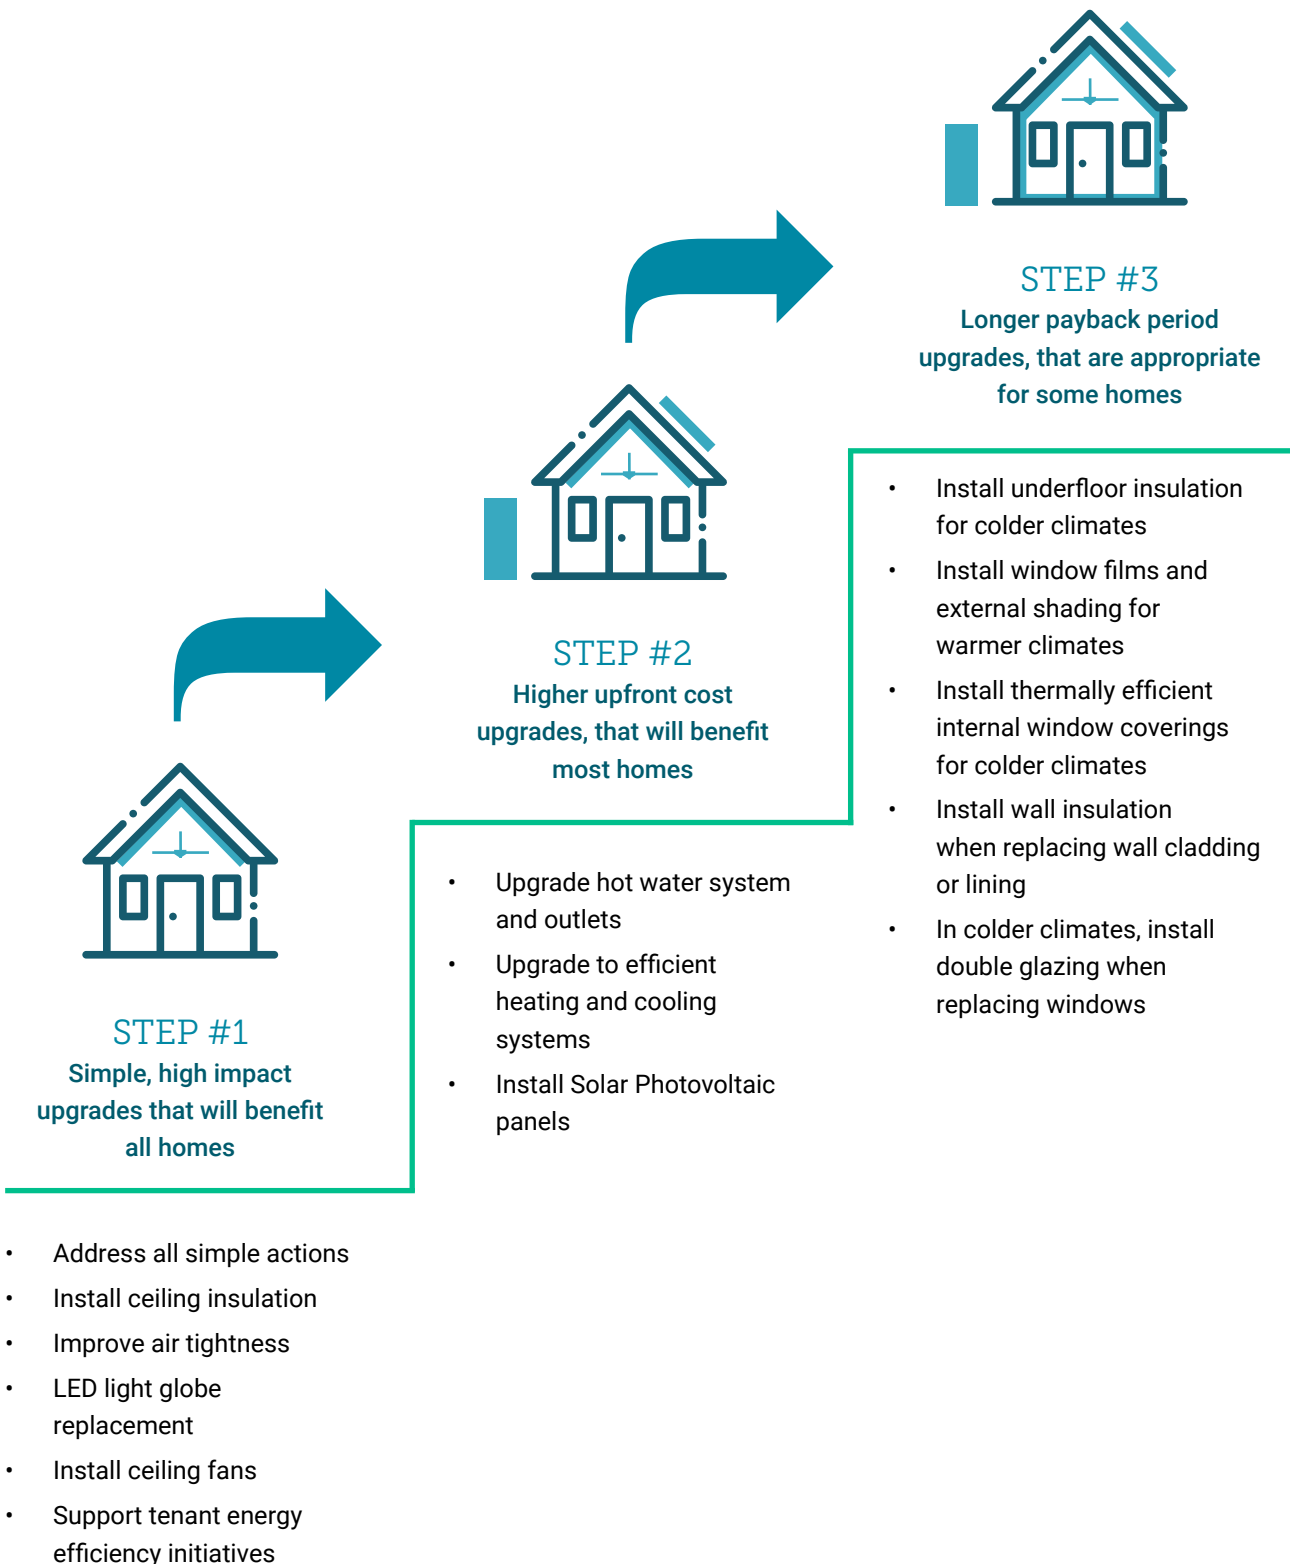 STEP #1
Simple, high impact
upgrades that will benefit
all homes
• Address all simple actions
• Install ceiling insulation
• Improve air tightness
• LED light globe
replacement
• Install ceiling fans
• Support tenant energy
efficiency initiatives
STEP #2
Higher upfront cost
upgrades, that will benefit
most homes
• Upgrade hot water system
and outlets
• Upgrade to efficient
heating and cooling
systems
• Install Solar Photovoltaic
panels
STEP #3
Longer payback period
upgrades, that are appropriate
for some homes
• Install underfloor insulation
for colder climates
• Install window films and
external shading for
warmer climates
• Install thermally efficient
internal window coverings
for colder climates
• Install wall insulation
when replacing wall cladding
or lining
• In colder climates, install
double glazing when
replacing windows